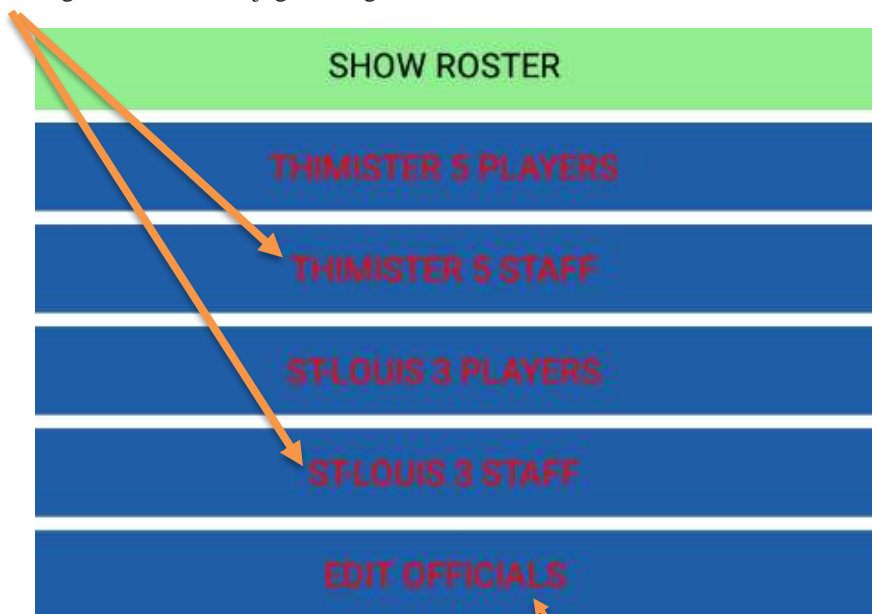 SHOW ROSTER
THIMISTER 5 PLAYERS
THIMISTER 5 STAFF
ST-LOUIS 3 PLAYERS
ST-LOUIS 3 STAFF
EDIT OFFICIALS